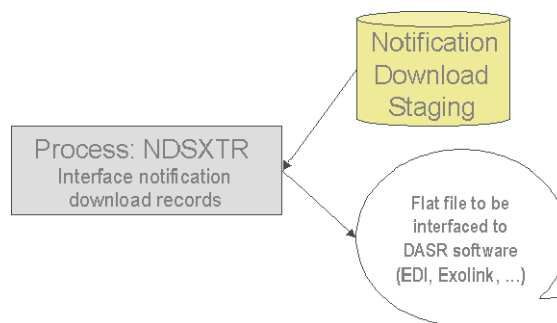 Notification
Download
Staging
Process: NDSXTR
Interface notification
download records
Flat file to be
interfaced to
DASR software
(EDI, Exolink, ...)